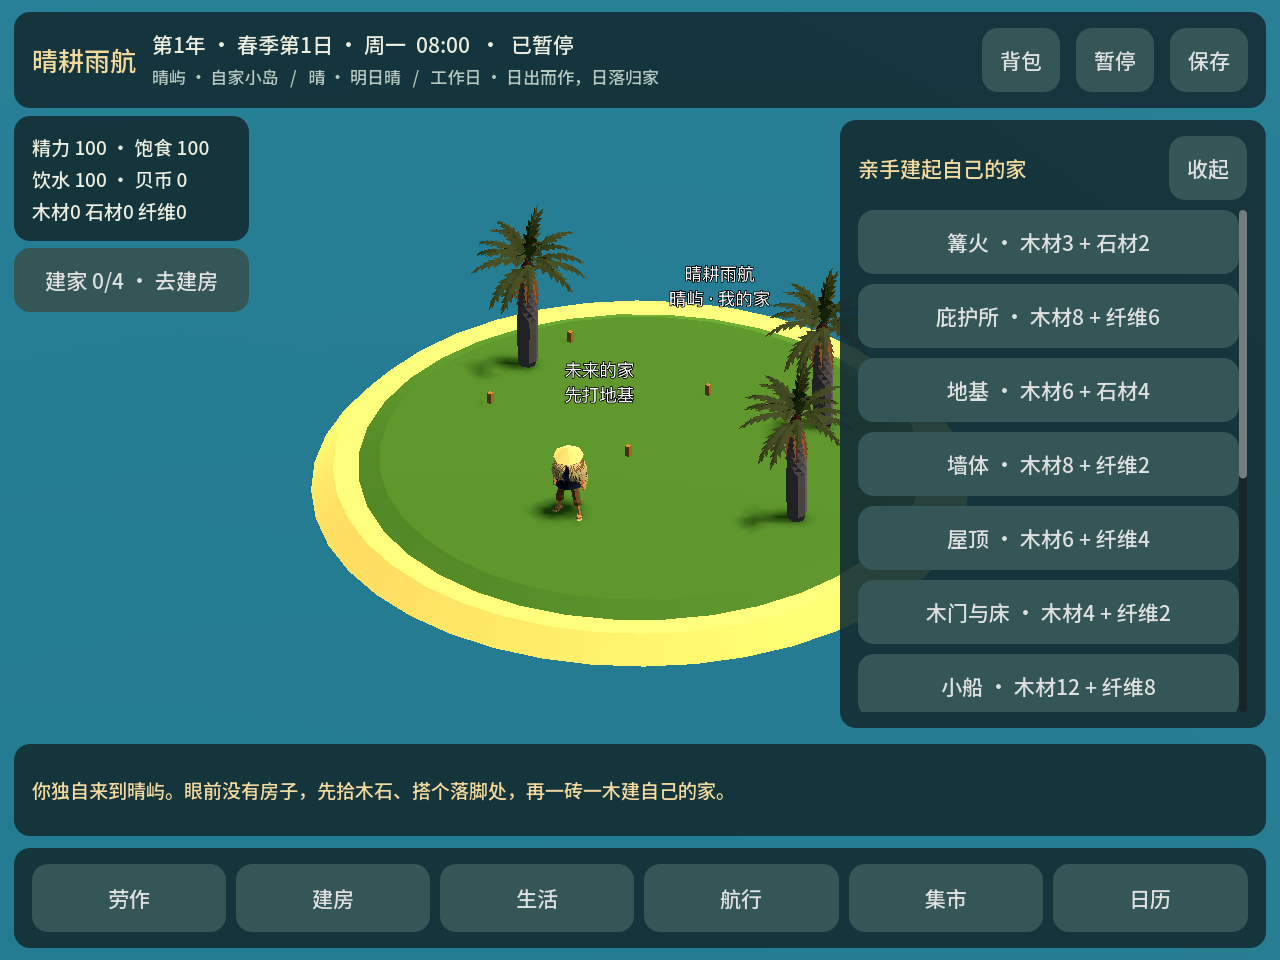 晴耕雨航
第1年 · 春季第1日 · 周一 08:00 · 已暂停
晴屿 · 自家小岛 / 晴 · 明日晴 / 工作日 · 日出而作，日落归家
背包
暂停
保存
精力 100 · 饱食 100
饮水 100 · 贝币 0
木材0 石材0 纤维0
建家 0/4 · 去建房
晴耕雨航
晴屿 · 我的家
未来的家
先打地基
亲手建起自己的家
收起
篝火 · 木材3 + 石材2
庇护所 · 木材8 + 纤维6
地基 · 木材6 + 石材4
墙体 · 木材8 + 纤维2
屋顶 · 木材6 + 纤维4
木门与床 · 木材4 + 纤维2
小船 · 木材12 + 纤维8
你独自来到晴屿。眼前没有房子，先拾木石、搭个落脚处，再一砖一木建自己的家。
劳作
建房
生活
航行
集市
日历